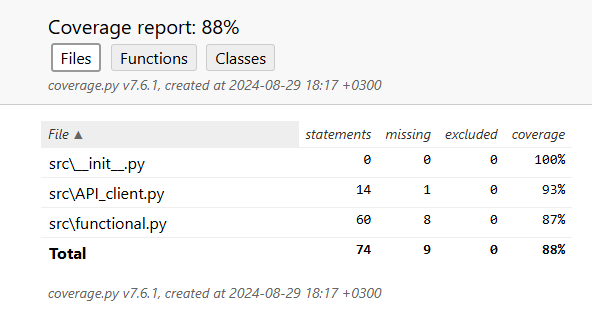 Coverage report: 88%
Files Functions Classes
coverage.py v7.6.1, created at 2024-08-29 18:17 +0300
File ▲ statements missing excluded coverage
src\__init__.py 0 0 0 100%
src\API_client.py 14 1 0 93%
src\functional.py 60 8 0 87%
Total 74 9 0 88%
coverage.py v7.6.1, created at 2024-08-29 18:17 +0300